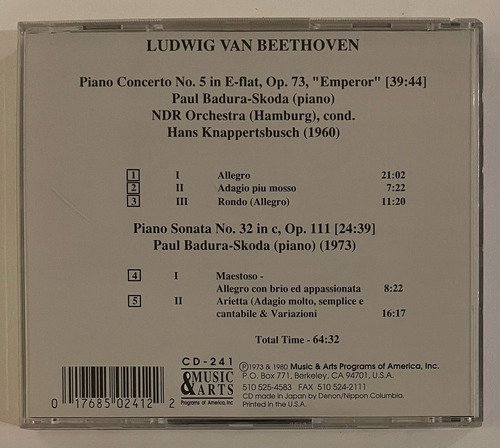 LUDWIG VAN BEETHOVEN
Piano Concerto No. 5 in E-flat, Op. 73, "Emperor" [39:44]
Paul Badura-Skoda (piano)
NDR Orchestra (Hamburg), cond.
Hans Knappertsbusch (1960)
1 I Allegro 21:02
2 II Adagio piu mosso 7:22
3 III Rondo (Allegro) 11:20
Piano Sonata No. 32 in c, Op. 111 [24:39]
Paul Badura-Skoda (piano) (1973)
4 I Maestoso -
Allegro con brio ed appassionata 8:22
5 II Arietta (Adagio molto, semplice e
cantabile & Variazioni 16:17
Total Time - 64:32
CD-241
MUSIC
& ARTS
Programs of America, Inc
0 17685 02412 2
Ⓟ1973 & 1980 Music & Arts Programs of America, Inc.
P.O. Box 771, Berkeley, CA 94701, U.S.A.
510 525-4583 FAX 510 524-2111
CD made in Japan by Denon/Nippon Columbia.
Printed in the U.S.A.